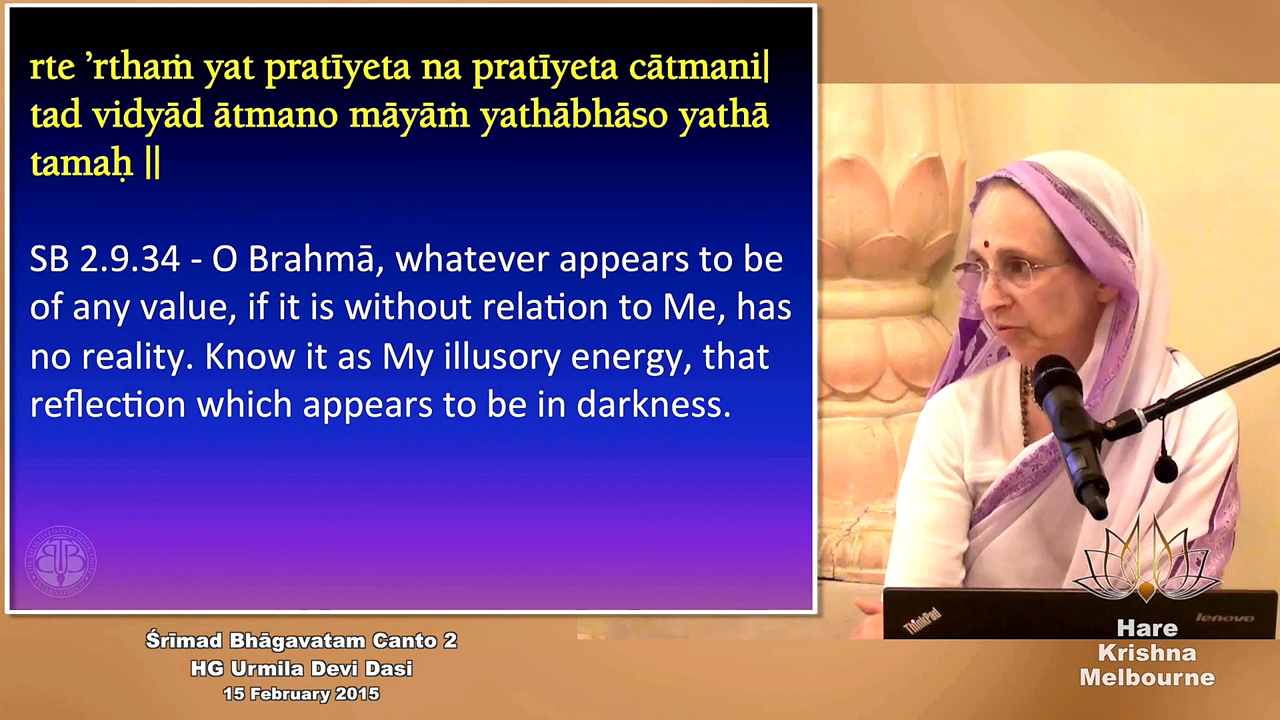 rte ’rthaṁ yat pratīyeta na pratīyeta cātmani|
tad vidyād ātmano māyāṁ yathābhāso yathā
tamaḥ ||
SB 2.9.34 - O Brahmā, whatever appears to be
of any value, if it is without relation to Me, has
no reality. Know it as My illusory energy, that
reflection which appears to be in darkness.
Śrīmad Bhāgavatam Canto 2
HG Urmila Devi Dasi
15 February 2015
ThinkPad
lenovo
Hare
Krishna
Melbourne